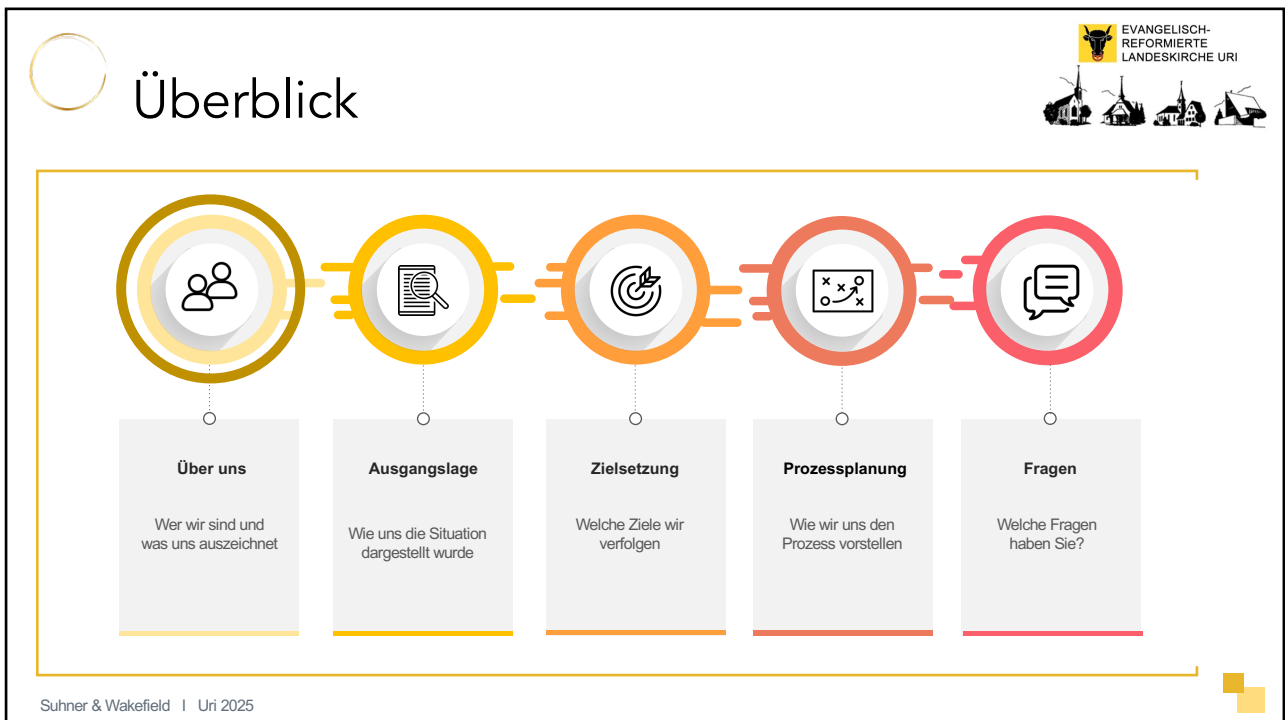 Überblick
EVANGELISCH-
REFORMIERTE
LANDESKIRCHE URI
Über uns
Wer wir sind und
was uns auszeichnet
Ausgangslage
Wie uns die Situation
dargestellt wurde
Zielsetzung
Welche Ziele wir
verfolgen
Prozessplanung
Wie wir uns den
Prozess vorstellen
Fragen
Welche Fragen
haben Sie?
Suhner & Wakefield I Uri 2025